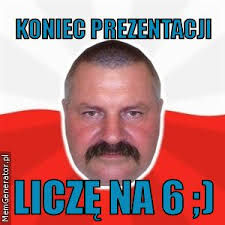 KONIEC PREZENTACJI
LICZĘ NA 6 ;)
MemGenerator.pl